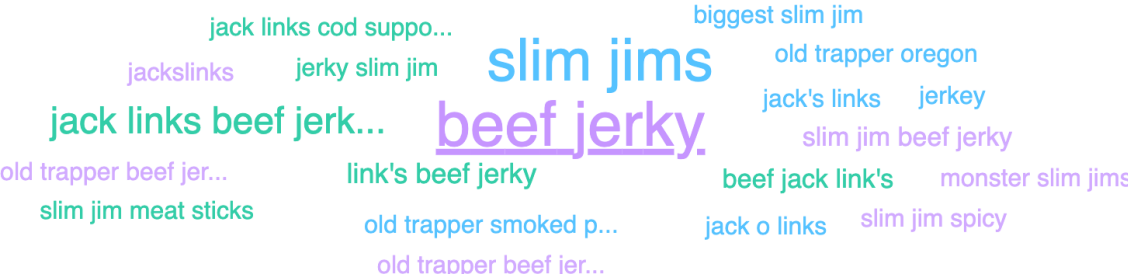 biggest slim jim
jack links cod suppo...
slim jims
old trapper oregon
jackslinks
jerky slim jim
jack's links
jerkey
jack links beef jerk...
beef jerky
slim jim beef jerky
old trapper beef jer...
link's beef jerky
beef jack link's
monster slim jims
slim jim meat sticks
old trapper smoked p...
jack o links
slim jim spicy
old trapper beef jer...